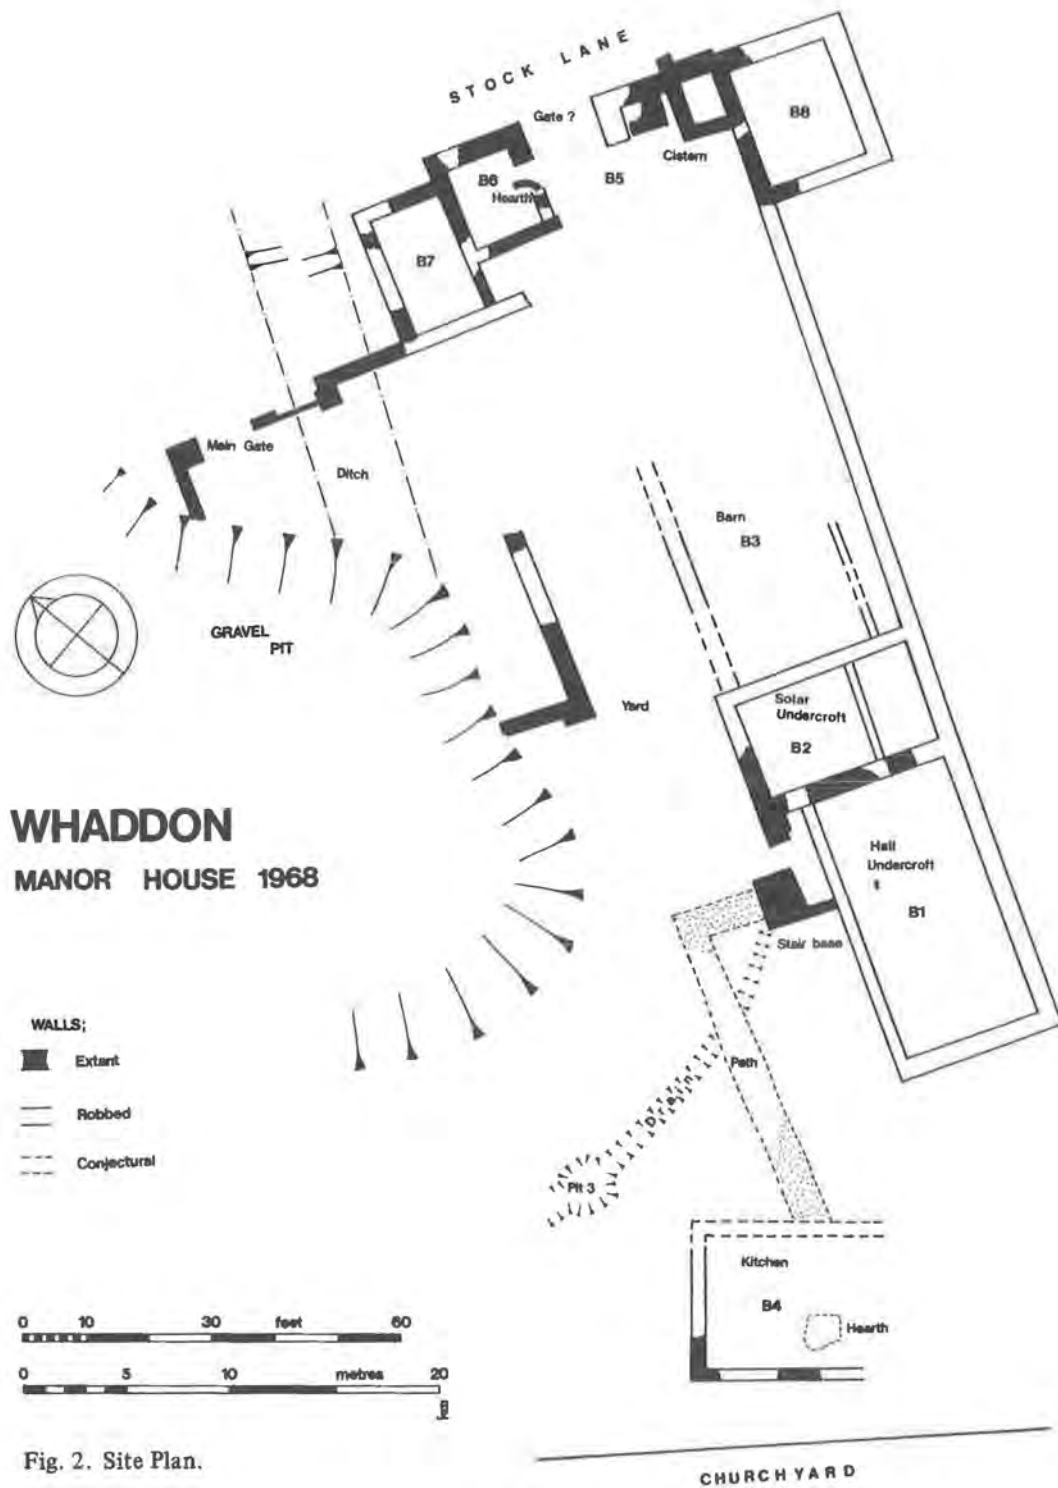 STOCK LANE
Gate ?
B8
Cistern
B5
B6
Hearth
B7
Main Gate
Ditch
Barn
B3
GRAVEL
PIT
Solar
Undercroft
Yard
B2
WHADDON
MANOR HOUSE 1968
Hall
Undercroft
B1
Stair base
WALLS;
Extant
Path
Drain
Robbed
Conjectural
Pit 3
Kitchen
B4
Hearth
0 10 30 feet 60
0 5 10 metres 20
Fig. 2. Site Plan.
CHURCHYARD